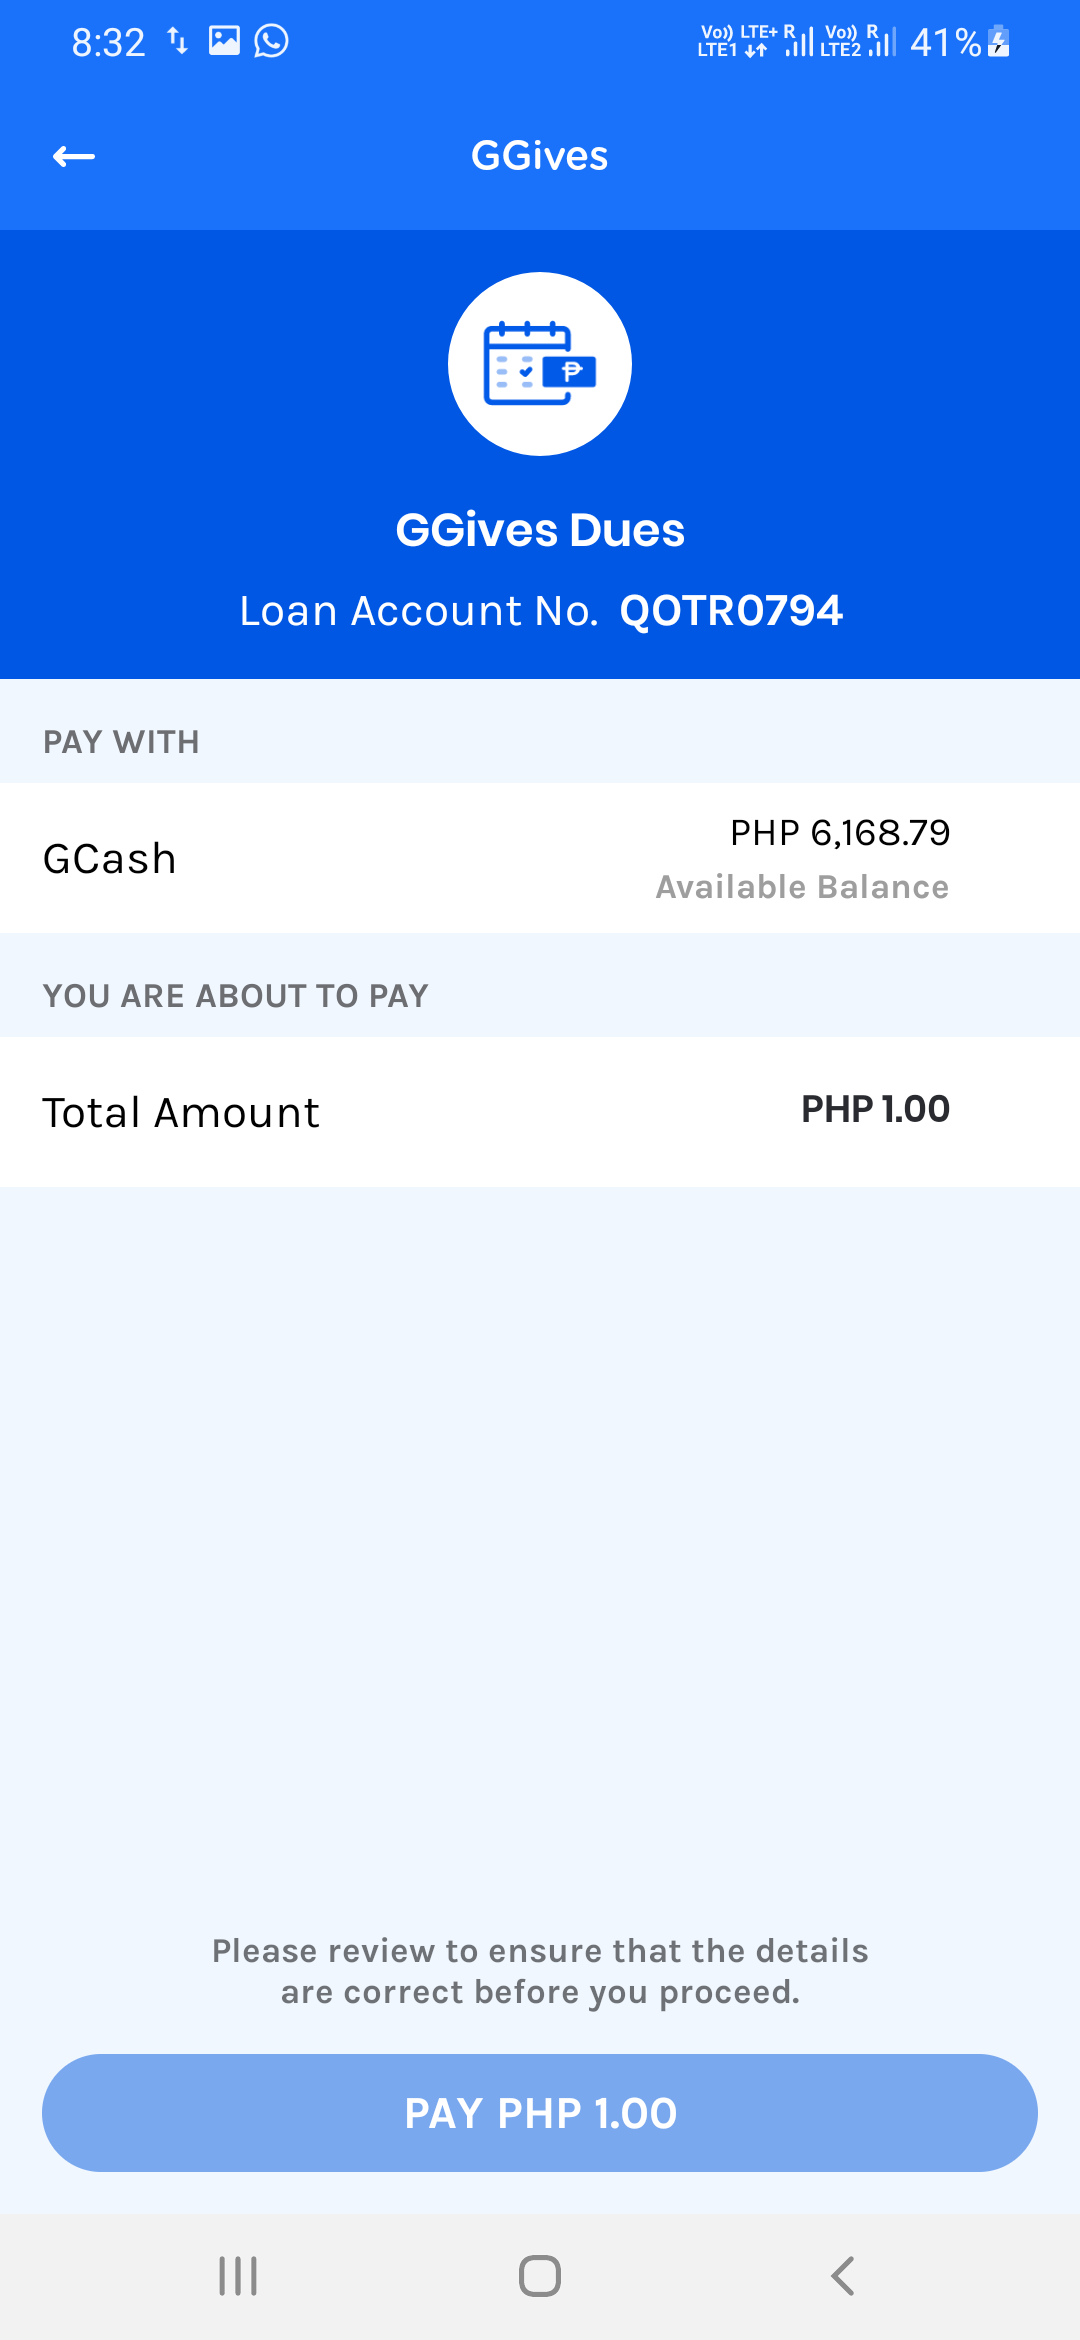 8:32
Vo)) LTE+ R Vo)) R 41%
LTE1 LTE2
GGives
₱
GGives Dues
Loan Account No. QOTR0794
PAY WITH
PHP 6,168.79
GCash
Available Balance
YOU ARE ABOUT TO PAY
Total Amount PHP 1.00
Please review to ensure that the details
are correct before you proceed.
PAY PHP 1.00